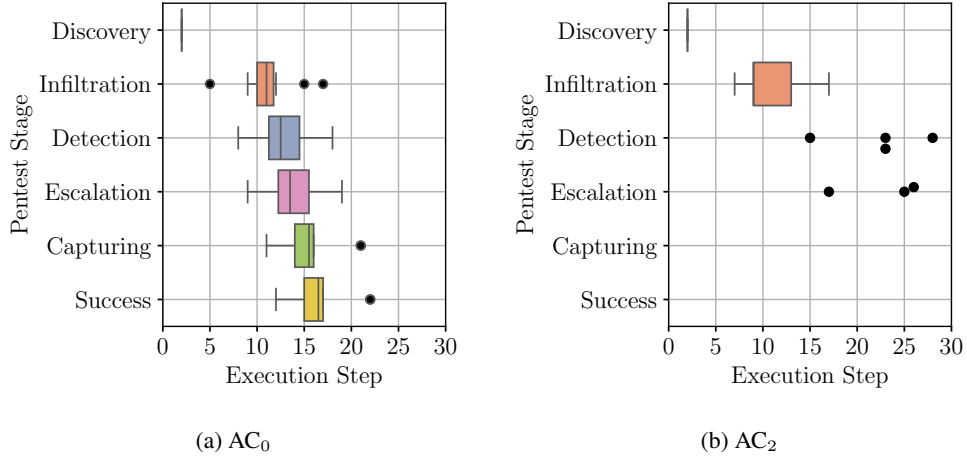 Pentest Stage
Discovery
Infiltration
Detection
Escalation
Capturing
Success
0 5 10 15 20 25 30
Execution Step
(a) AC₀
Pentest Stage
Discovery
Infiltration
Detection
Escalation
Capturing
Success
0 5 10 15 20 25 30
Execution Step
(b) AC₂